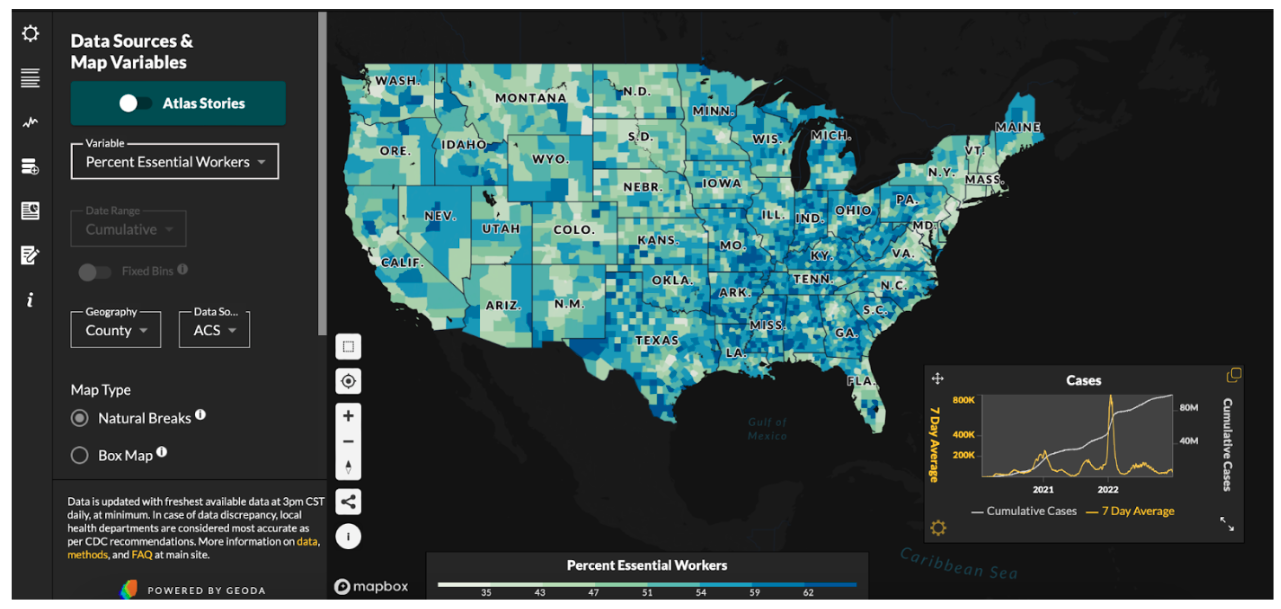 Data Sources &
Map Variables
Atlas Stories
Variable
Percent Essential Workers
Date Range
Cumulative
Fixed Bins
Geography
County
Data So...
ACS
Map Type
Natural Breaks
Box Map
Data is updated with freshest available data at 3pm CST
daily, at minimum. In case of data discrepancy, local
health departments are considered most accurate as
per CDC recommendations. More information on data,
methods, and FAQ at main site.
POWERED BY GEODA
WASH.
MONTANA
N.D.
MINN.
MAINE
ORE.
IDAHO
S.D.
WIS.
MICH.
VT.
WYO.
N.Y.
MASS.
NEBR.
IOWA
PA.
NEV.
UTAH
COLO.
ILL.
IND.
OHIO
MD.
KANS.
MO.
KY.
VA.
CALIF.
OKLA.
TENN.
N.C.
ARIZ.
N.M.
ARK.
S.C.
TEXAS
MISS.
GA.
LA.
FLA.
Gulf of
Mexico
Caribbean Sea
Cases
7 Day Average
800K
400K
200K
80M
40M
Cumulative Cases
2021
2022
Cumulative Cases
7 Day Average
mapbox
Percent Essential Workers
35 43 47 51 54 59 62